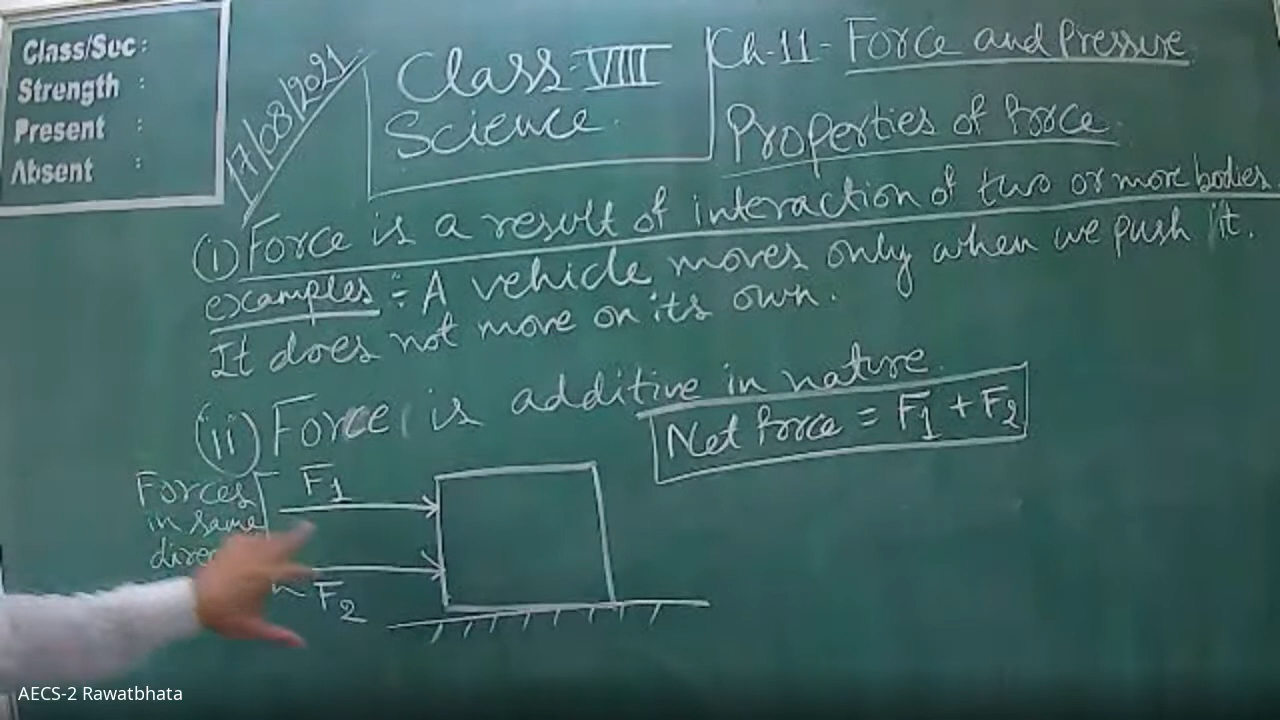 Class/Sec :
Strength :
Present :
Absent :
17/08/2021
Class-VIII
Science.
Ch-11- Force and Pressure
Properties of Force.
(i) Force is a result of interaction of two or more bodies
examples :- A vehicle moves only when we push it.
It does not move on its own.
(ii) Force is additive in nature.
Net Force = F1 + F2
Forces
in same
F1
F2
AECS-2 Rawatbhata